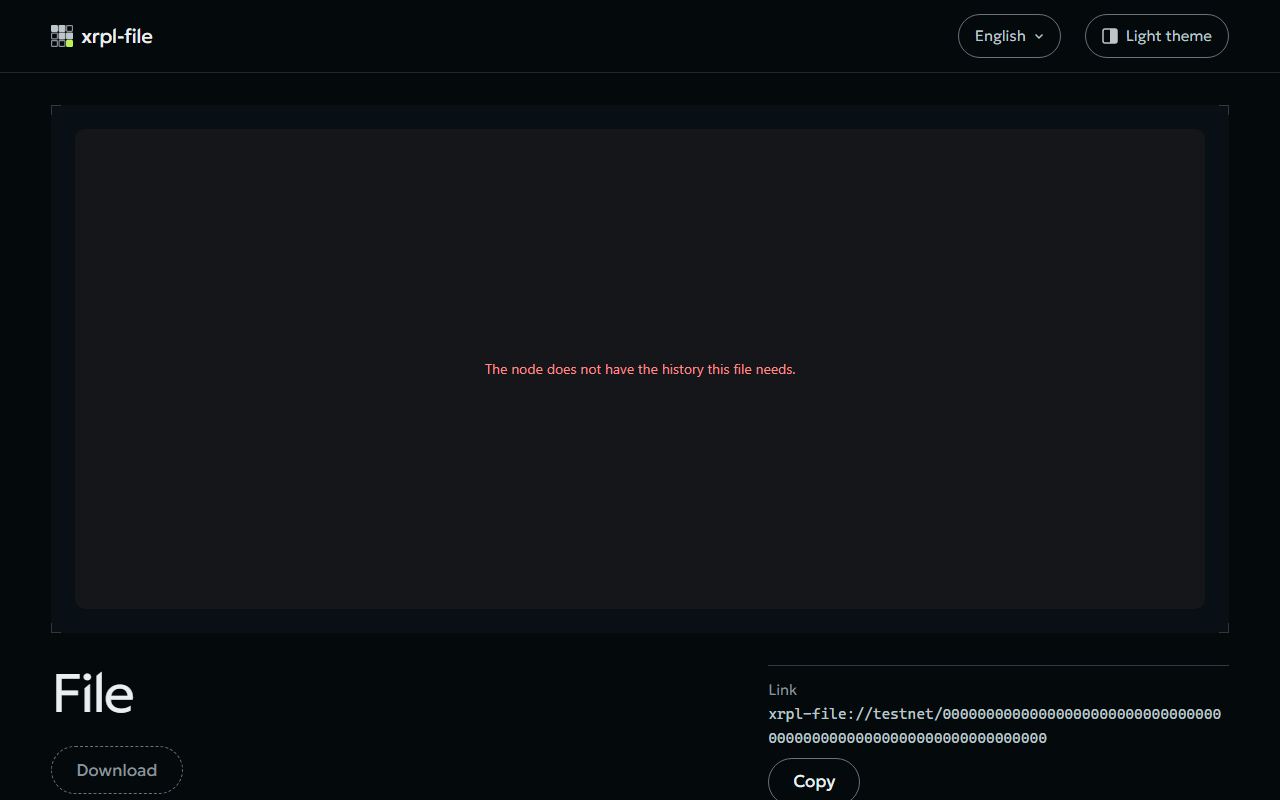 xrpl-file
English
Light theme
The node does not have the history this file needs.
File
Download
Link
xrpl-file://testnet/00000000000000000000000000000000
00000000000000000000000000000000
Copy